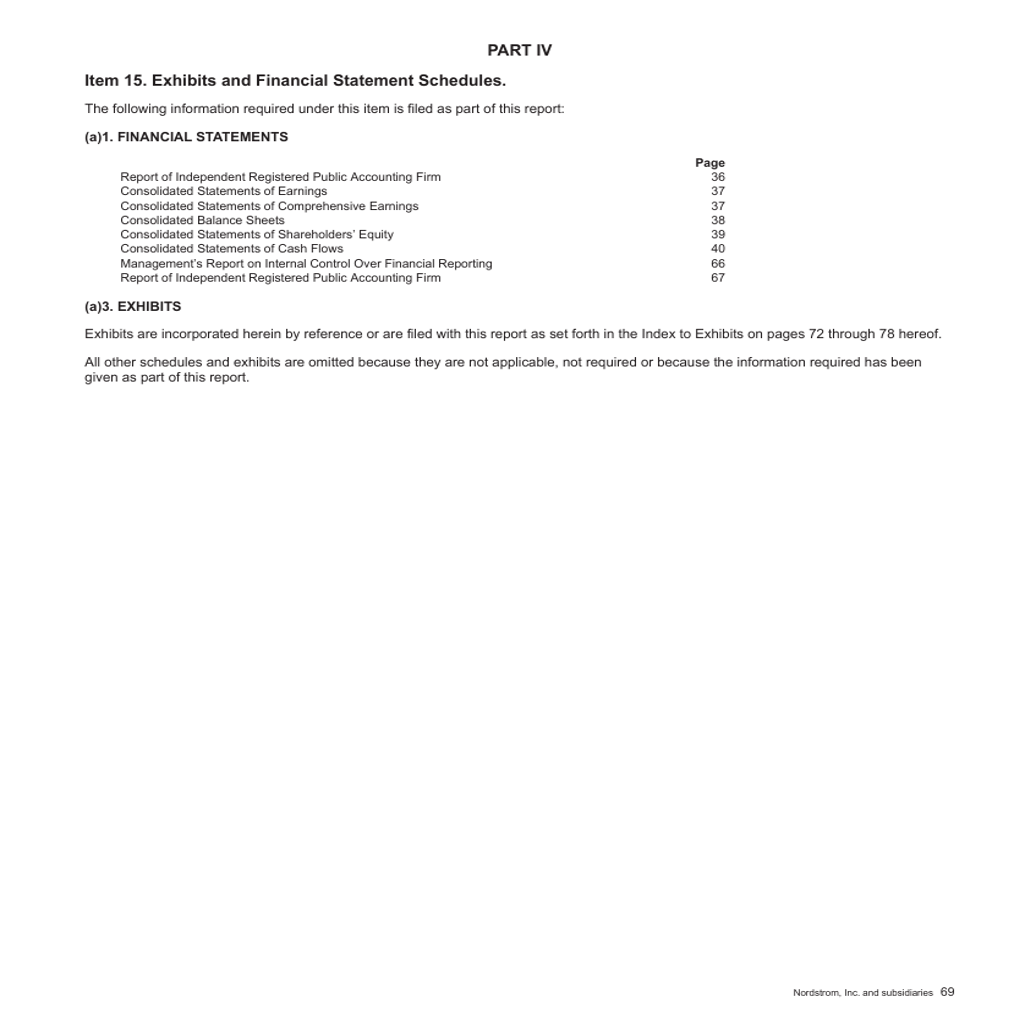 PART IV
Item 15. Exhibits and Financial Statement Schedules.
The following information required under this item is filed as part of this report:
(a)1. FINANCIAL STATEMENTS
Page
Report of Independent Registered Public Accounting Firm 36
Consolidated Statements of Earnings 37
Consolidated Statements of Comprehensive Earnings 37
Consolidated Balance Sheets 38
Consolidated Statements of Shareholders’ Equity 39
Consolidated Statements of Cash Flows 40
Management’s Report on Internal Control Over Financial Reporting 66
Report of Independent Registered Public Accounting Firm 67
(a)3. EXHIBITS
Exhibits are incorporated herein by reference or are filed with this report as set forth in the Index to Exhibits on pages 72 through 78 hereof.
All other schedules and exhibits are omitted because they are not applicable, not required or because the information required has been
given as part of this report.
Nordstrom, Inc. and subsidiaries 69